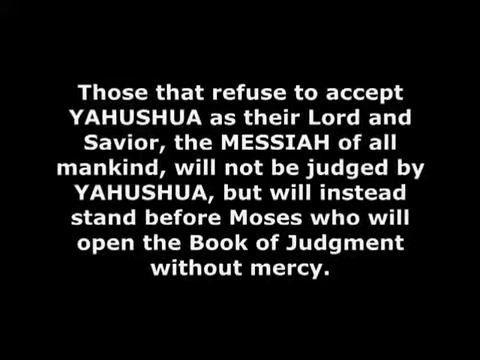 Those that refuse to accept
YAHUSHUA as their Lord and
Savior, the MESSIAH of all
mankind, will not be judged by
YAHUSHUA, but will instead
stand before Moses who will
open the Book of Judgment
without mercy.